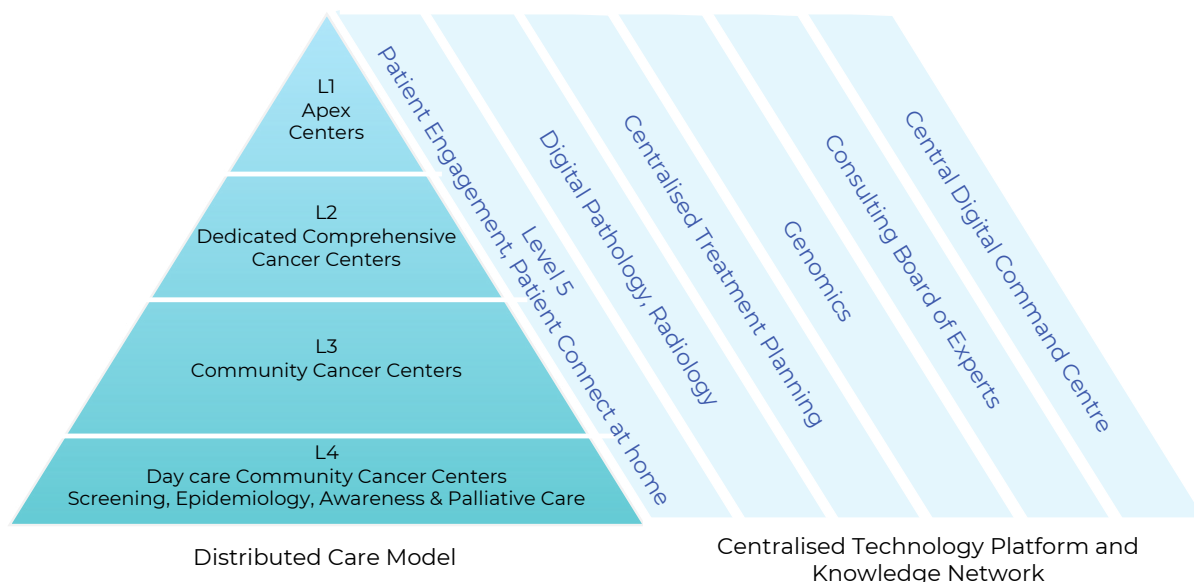 L1
Apex
Centers
L2
Dedicated Comprehensive
Cancer Centers
L3
Community Cancer Centers
L4
Day care Community Cancer Centers
Screening, Epidemiology, Awareness & Palliative Care
Distributed Care Model
Level 5
Patient Engagement, Patient Connect at home
Digital Pathology, Radiology
Centralised Treatment Planning
Genomics
Consulting Board of Experts
Central Digital Command Centre
Centralised Technology Platform and
Knowledge Network